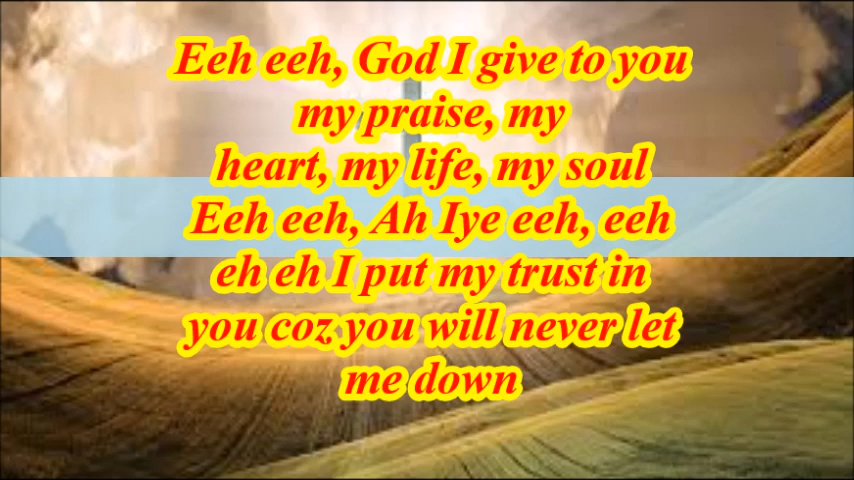 Eeh eeh, God I give to you
my praise, my
heart, my life, my soul
Eeh eeh, Ah Iye eeh, eeh
eh eh I put my trust in
you coz you will never let
me down